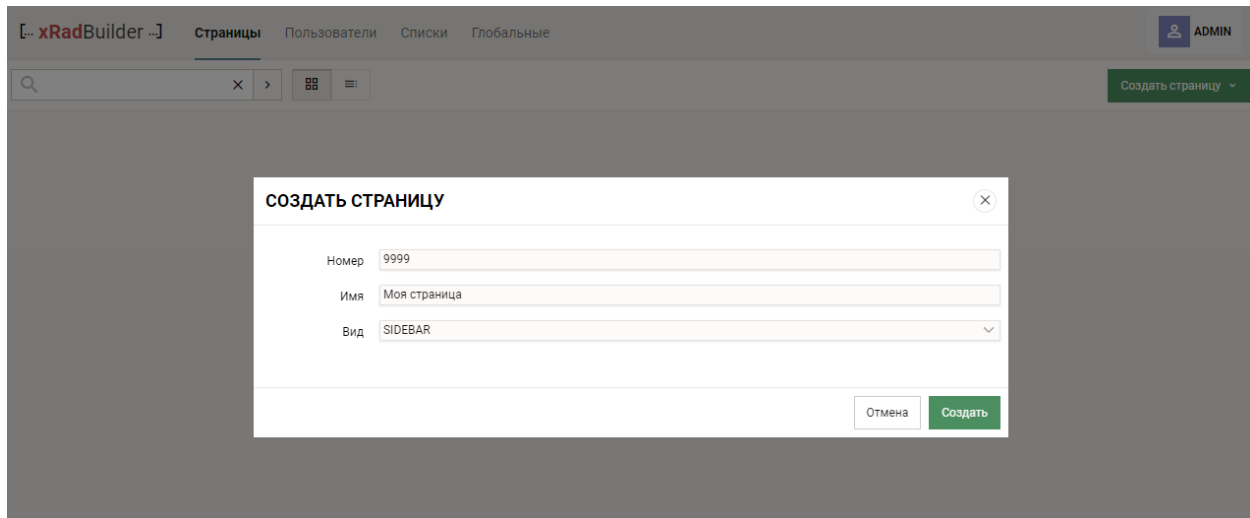 [... xRadBuilder ...] Страницы Пользователи Списки Глобальные ADMIN
Создать страницу
СОЗДАТЬ СТРАНИЦУ
Номер 9999
Имя Моя страница
Вид SIDEBAR
Отмена Создать